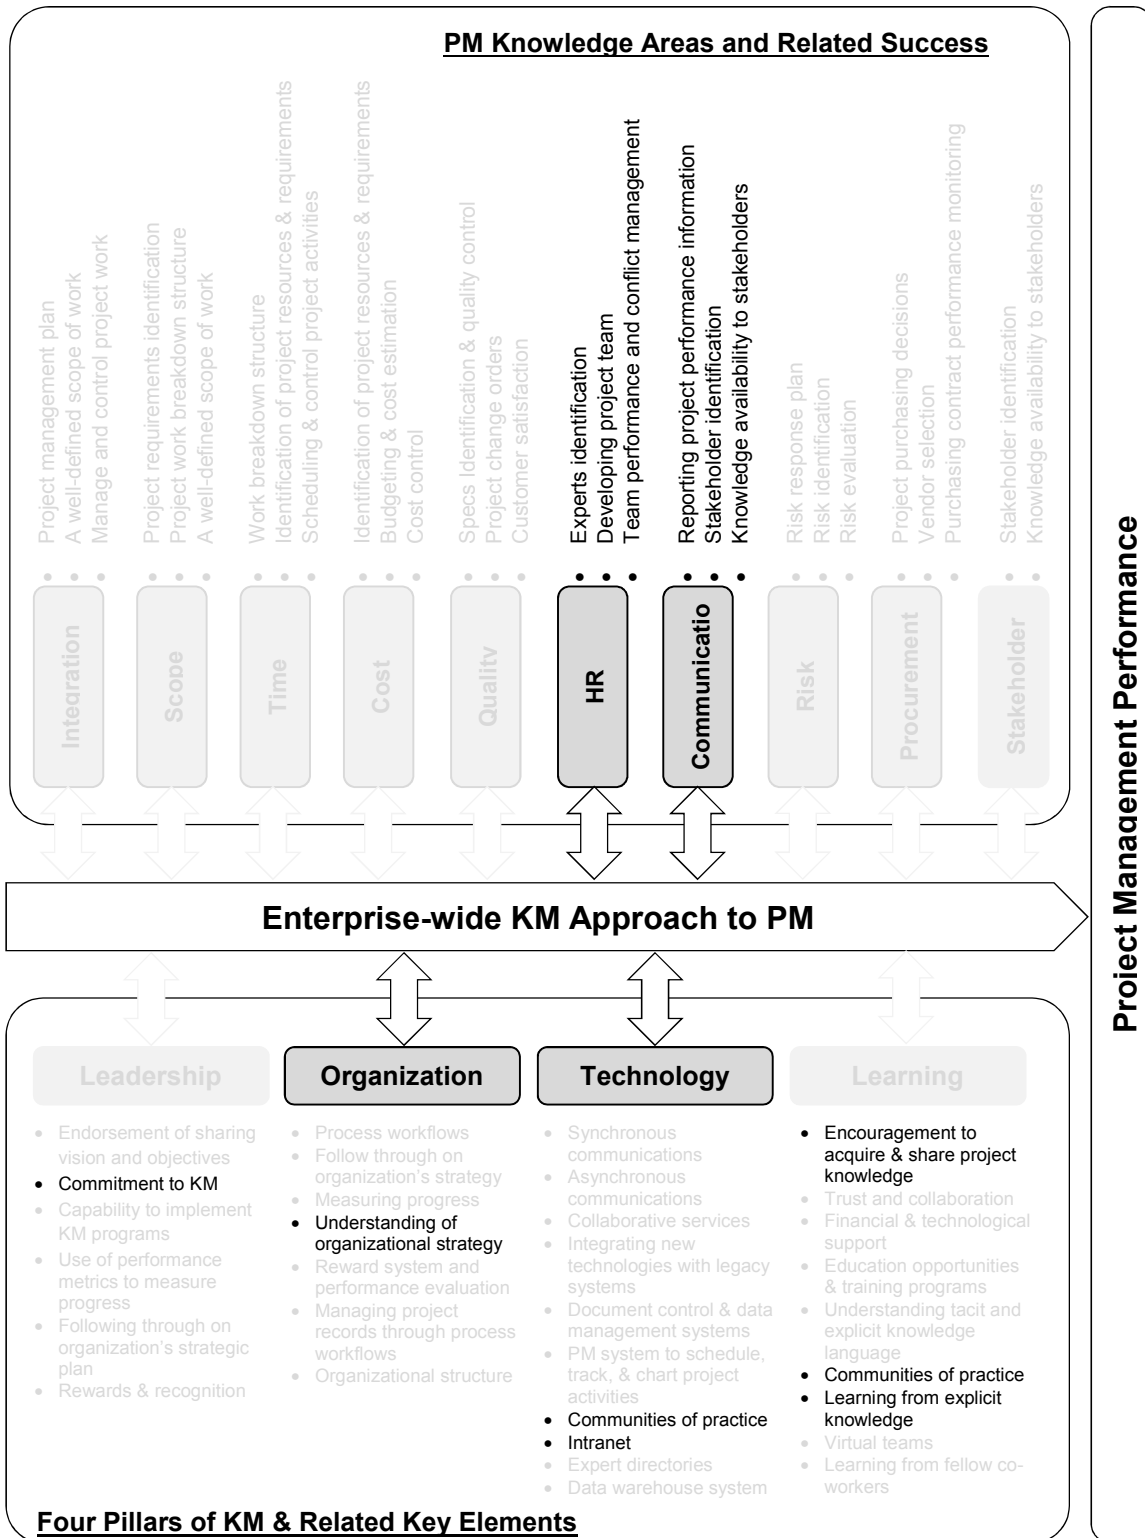 PM Knowledge Areas and Related Success
Project management plan
A well-defined scope of work
Manage and control project work
Project requirements identification
Project work breakdown structure
A well-defined scope of work
Work breakdown structure
Identification of project resources & requirements
Scheduling & control project activities
Identification of project resources & requirements
Budgeting & cost estimation
Cost control
Specs Identification & quality control
Project change orders
Customer satisfaction
Experts identification
Developing project team
Team performance and conflict management
Reporting project performance information
Stakeholder identification
Knowledge availability to stakeholders
Risk response plan
Risk identification
Risk evaluation
Project purchasing decisions
Vendor selection
Purchasing contract performance monitoring
Stakeholder identification
Knowledge availability to stakeholders
Integration
Scope
Time
Cost
Quality
HR
Communicatio
Risk
Procurement
Stakeholder
Enterprise-wide KM Approach to PM
Project Management Performance
Leadership
• Endorsement of sharing
vision and objectives
• Commitment to KM
• Capability to implement
KM programs
• Use of performance
metrics to measure
progress
• Following through on
organization's strategic
plan
• Rewards & recognition
Organization
• Process workflows
• Follow through on
organization's strategy
• Measuring progress
• Understanding of
organizational strategy
• Reward system and
performance evaluation
• Managing project
records through process
workflows
• Organizational structure
Technology
• Synchronous
communications
• Asynchronous
communications
• Collaborative services
• Integrating new
technologies with legacy
systems
• Document control & data
management systems
• PM system to schedule,
track, & chart project
activities
• Communities of practice
• Intranet
• Expert directories
• Data warehouse system
Learning
• Encouragement to
acquire & share project
knowledge
• Trust and collaboration
• Financial & technological
support
• Education opportunities
& training programs
• Understanding tacit and
explicit knowledge
language
• Communities of practice
• Learning from explicit
knowledge
• Virtual teams
• Learning from fellow co-
workers
Four Pillars of KM & Related Key Elements